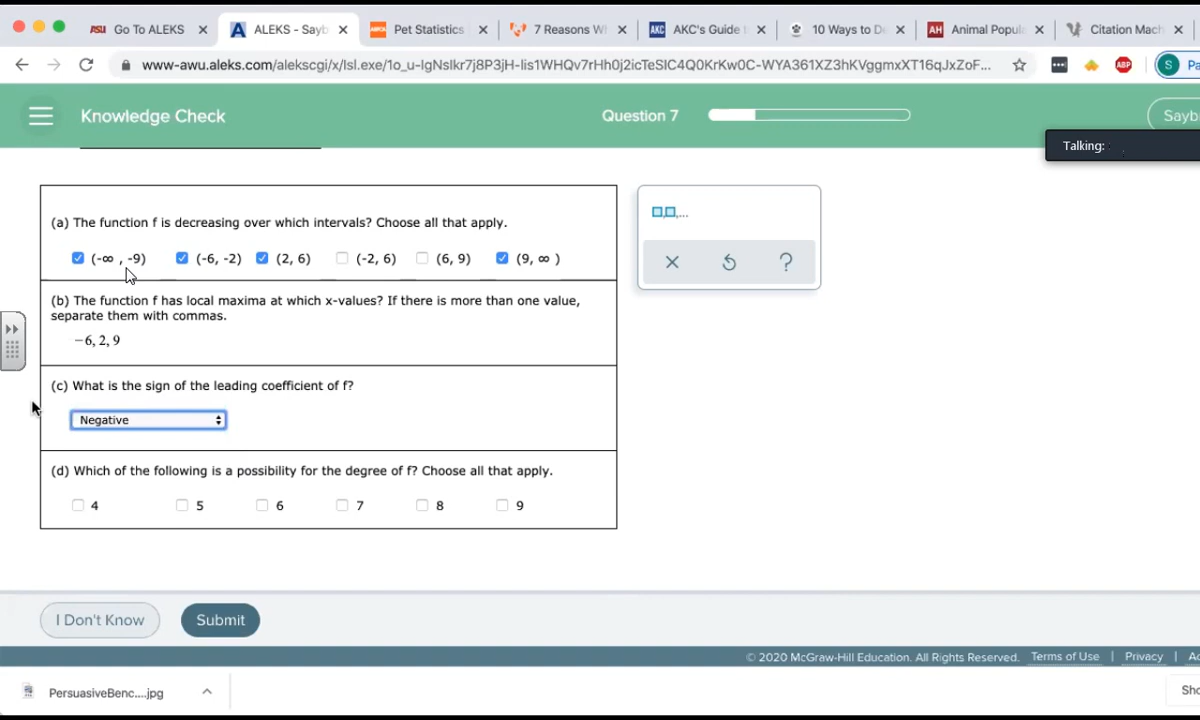 Go To ALEKS
ALEKS - Sayb
Pet Statistics
7 Reasons W
AKC's Guide
10 Ways to D
Animal Popul
Citation Mach
www-awu.aleks.com/alekscgi/x/Isl.exe/1o_u-IgNsIkr7j8P3jH-Iis1WHQv7rHh0j2icTeSIC4Q0KrKw0C-WYA361XZ3hKVggmxXT16qJxZoF...
ABP
S
Pa
Knowledge Check
Question 7
Sayb
Talking:
(a) The function f is decreasing over which intervals? Choose all that apply.
(-∞ , -9) (-6, -2) (2, 6) (-2, 6) (6, 9) (9, ∞ )
(b) The function f has local maxima at which x-values? If there is more than one value,
separate them with commas.
−6, 2, 9
(c) What is the sign of the leading coefficient of f?
Negative
(d) Which of the following is a possibility for the degree of f? Choose all that apply.
4 5 6 7 8 9
I Don't Know
Submit
© 2020 McGraw-Hill Education. All Rights Reserved. Terms of Use | Privacy | Ac
PersuasiveBenc....jpg
Sho